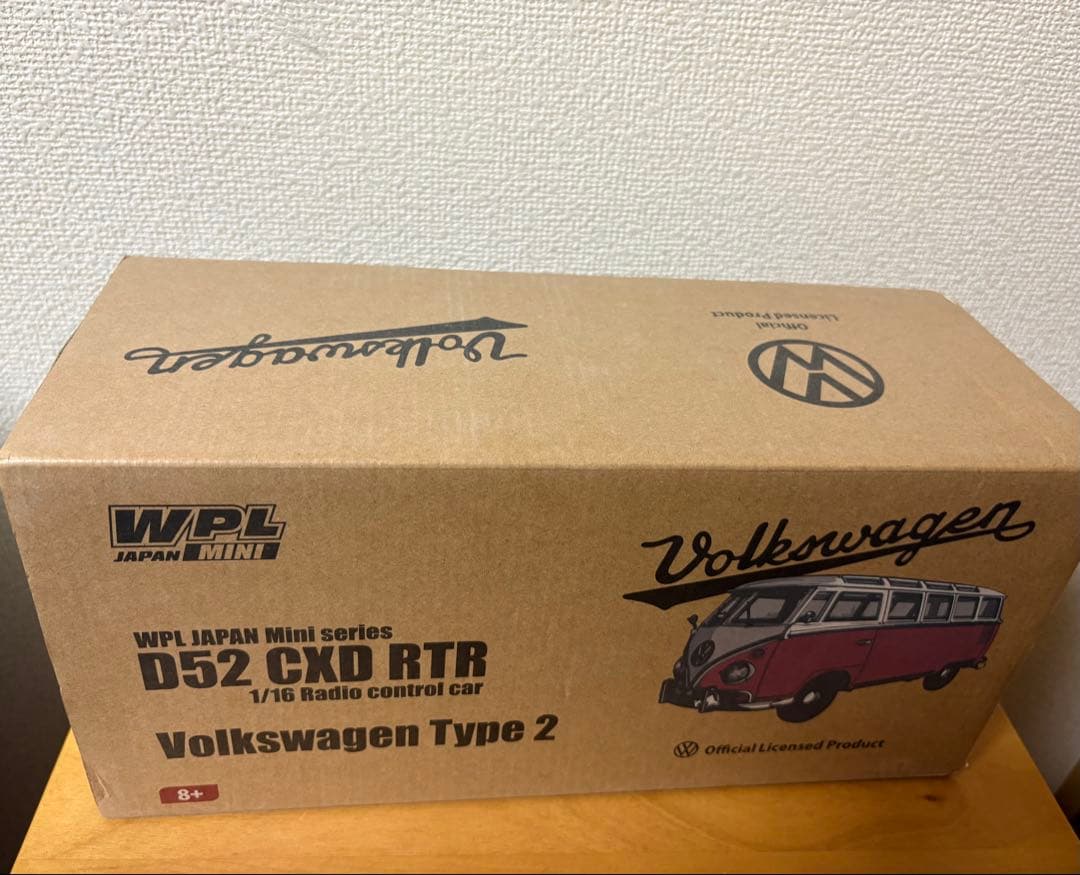 Official
Licensed Product
Volkswagen
WPL
JAPAN MINI
Volkswagen
WPL JAPAN Mini series
D52 CXD RTR
1/16 Radio control car
Volkswagen Type 2
Official Licensed Product
8+